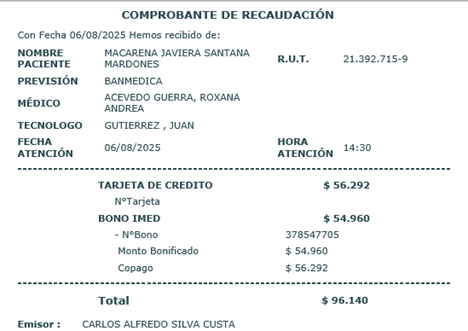 COMPROBANTE DE RECAUDACIÓN
Con Fecha 06/08/2025 Hemos recibido de:
NOMBRE PACIENTE MACARENA JAVIERA SANTANA MARDONES R.U.T. 21.392.715-9
PREVISIÓN BANMEDICA
MÉDICO ACEVEDO GUERRA, ROXANA ANDREA
TECNOLOGO GUTIERREZ , JUAN
FECHA ATENCIÓN 06/08/2025 HORA ATENCIÓN 14:30
TARJETA DE CREDITO $ 56.292
N°Tarjeta
BONO IMED $ 54.960
- N°Bono 378547705
Monto Bonificado $ 54.960
Copago $ 56.292
Total $ 96.140
Emisor : CARLOS ALFREDO SILVA CUSTA